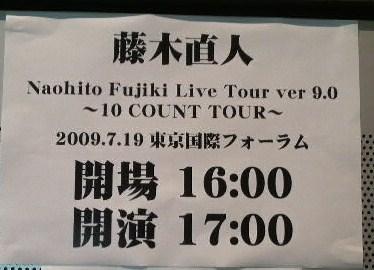 藤木直人
Naohito Fujiki Live Tour ver 9.0
～10 COUNT TOUR～
2009.7.19 東京国際フォーラム
開場 16:00
開演 17:00